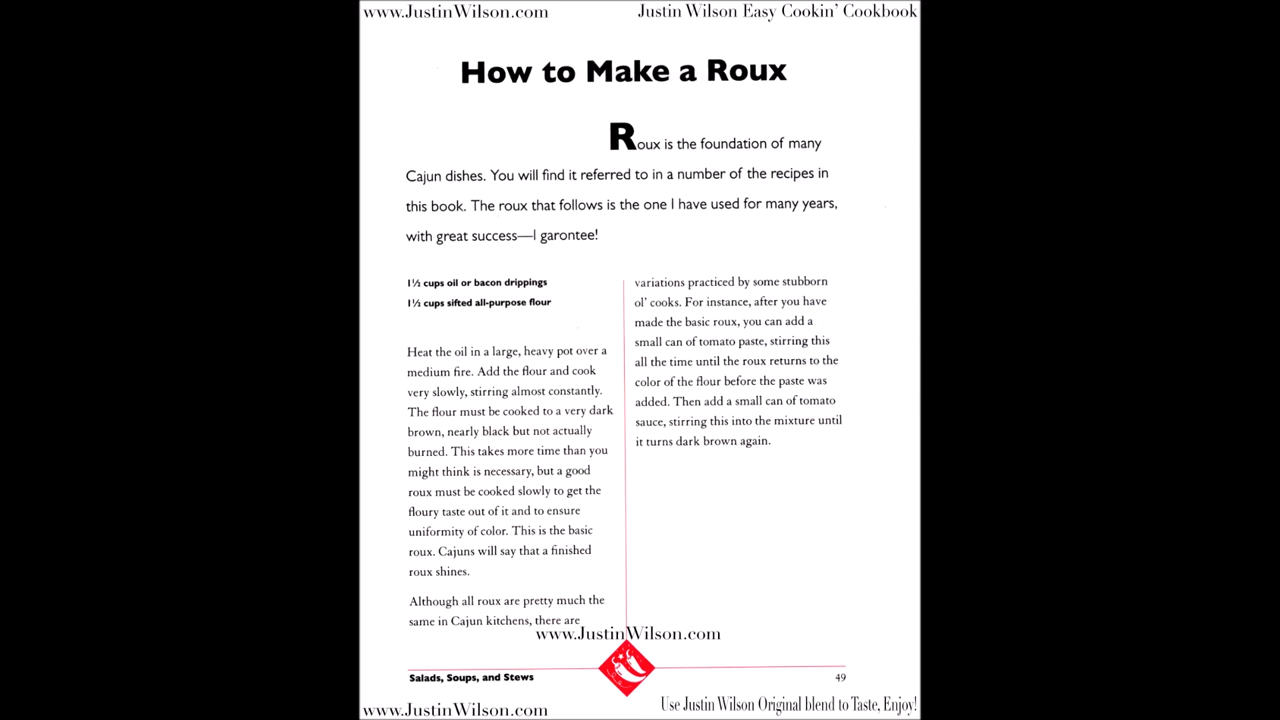 www.JustinWilson.com
Justin Wilson Easy Cookin' Cookbook
How to Make a Roux
Roux is the foundation of many
Cajun dishes. You will find it referred to in a number of the recipes in
this book. The roux that follows is the one I have used for many years,
with great success—I garontee!
1½ cups oil or bacon drippings
1½ cups sifted all-purpose flour
Heat the oil in a large, heavy pot over a
medium fire. Add the flour and cook
very slowly, stirring almost constantly.
The flour must be cooked to a very dark
brown, nearly black but not actually
burned. This takes more time than you
might think is necessary, but a good
roux must be cooked slowly to get the
floury taste out of it and to ensure
uniformity of color. This is the basic
roux. Cajuns will say that a finished
roux shines.
Although all roux are pretty much the
same in Cajun kitchens, there are
variations practiced by some stubborn
ol' cooks. For instance, after you have
made the basic roux, you can add a
small can of tomato paste, stirring this
all the time until the roux returns to the
color of the flour before the paste was
added. Then add a small can of tomato
sauce, stirring this into the mixture until
it turns dark brown again.
www.JustinWilson.com
Salads, Soups, and Stews
49
www.JustinWilson.com
Use Justin Wilson Original blend to Taste, Enjoy!